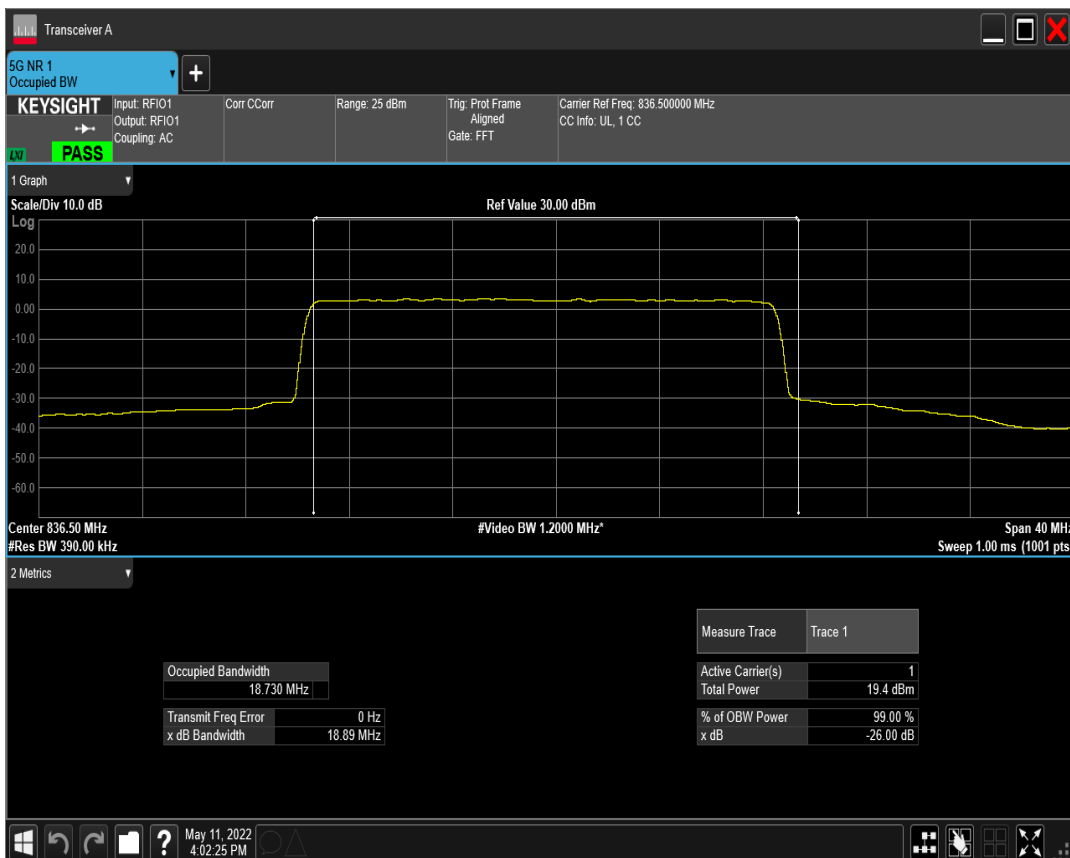 Transceiver A
5G NR 1
Occupied BW
+
KEYSIGHT
LXI
PASS
Input: RFIO1
Output: RFIO1
Coupling: AC
Corr CCorr
Range: 25 dBm
Trig: Prot Frame
Aligned
Gate: FFT
Carrier Ref Freq: 836.500000 MHz
CC Info: UL, 1 CC
1 Graph
Scale/Div 10.0 dB
Ref Value 30.00 dBm
Log
20.0
10.0
0.00
-10.0
-20.0
-30.0
-40.0
-50.0
-60.0
Center 836.50 MHz
#Video BW 1.2000 MHz*
Span 40 MHz
#Res BW 390.00 kHz
Sweep 1.00 ms (1001 pts
2 Metrics
Measure Trace Trace 1
Occupied Bandwidth
18.730 MHz
Active Carrier(s) 1
Total Power 19.4 dBm
Transmit Freq Error 0 Hz
x dB Bandwidth 18.89 MHz
% of OBW Power 99.00 %
x dB -26.00 dB
?
May 11, 2022
4:02:25 PM